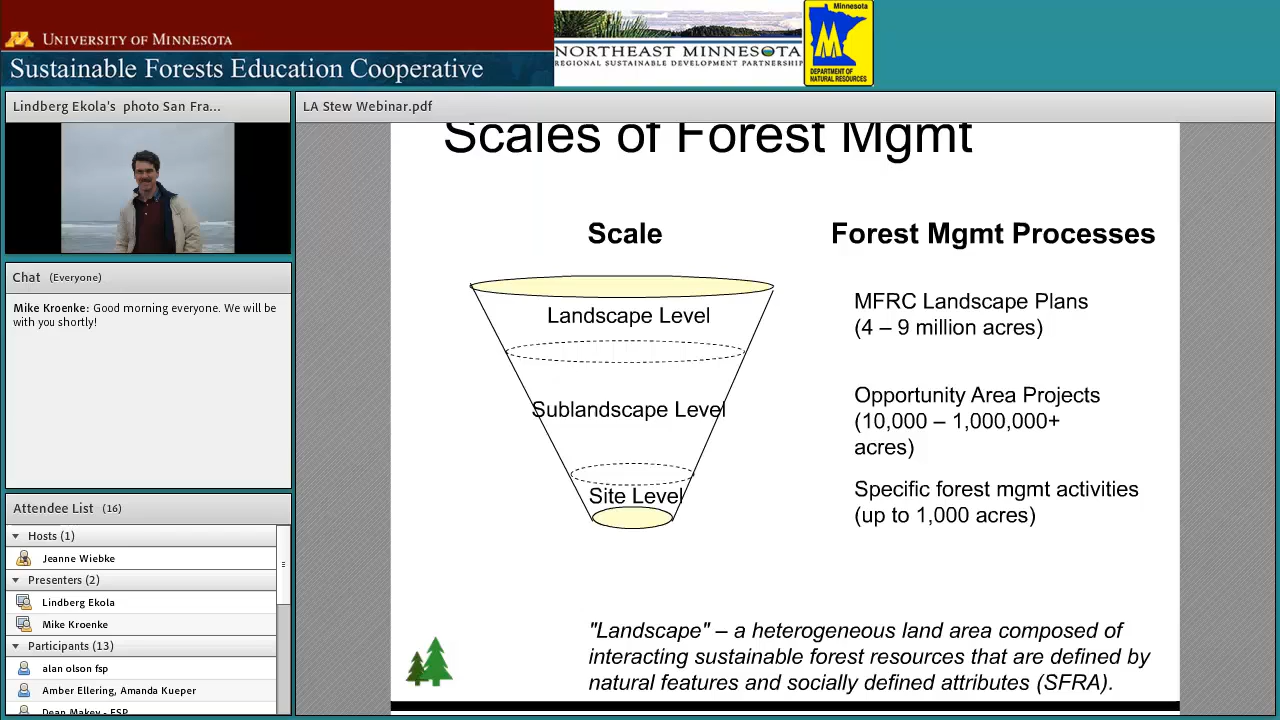 UNIVERSITY OF MINNESOTA
Sustainable Forests Education Cooperative
NORTHEAST MINNESOTA
REGIONAL SUSTAINABLE DEVELOPMENT PARTNERSHIP
Minnesota
DEPARTMENT OF
NATURAL RESOURCES
Lindberg Ekola's photo San Fra...
LA Stew Webinar.pdf
Chat (Everyone)
Mike Kroenke: Good morning everyone. We will be
with you shortly!
Attendee List (16)
Hosts (1)
Jeanne Wiebke
Presenters (2)
Lindberg Ekola
Mike Kroenke
Participants (13)
alan olson fsp
Amber Ellering, Amanda Kueper
Dean Makey - FSP
Scales of Forest Mgmt
Scale
Forest Mgmt Processes
Landscape Level
MFRC Landscape Plans
(4 – 9 million acres)
Sublandscape Level
Opportunity Area Projects
(10,000 – 1,000,000+
acres)
Site Level
Specific forest mgmt activities
(up to 1,000 acres)
"Landscape" – a heterogeneous land area composed of
interacting sustainable forest resources that are defined by
natural features and socially defined attributes (SFRA).